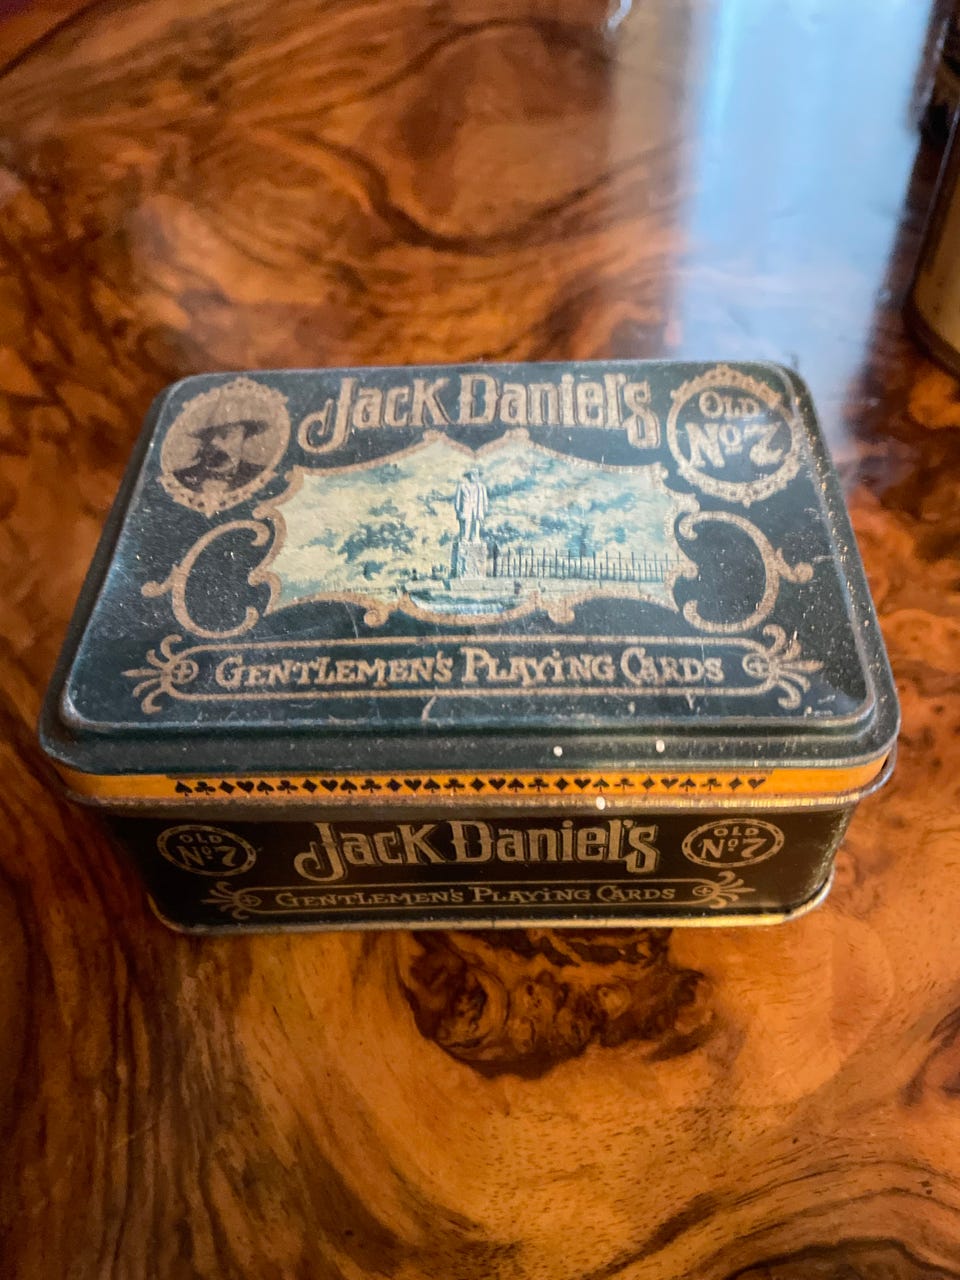 Jack Daniel's
OLD
No. 7
GENTLEMEN'S PLAYING CARDS
OLD
No. 7
Jack Daniel's
OLD
No. 7
GENTLEMEN'S PLAYING CARDS